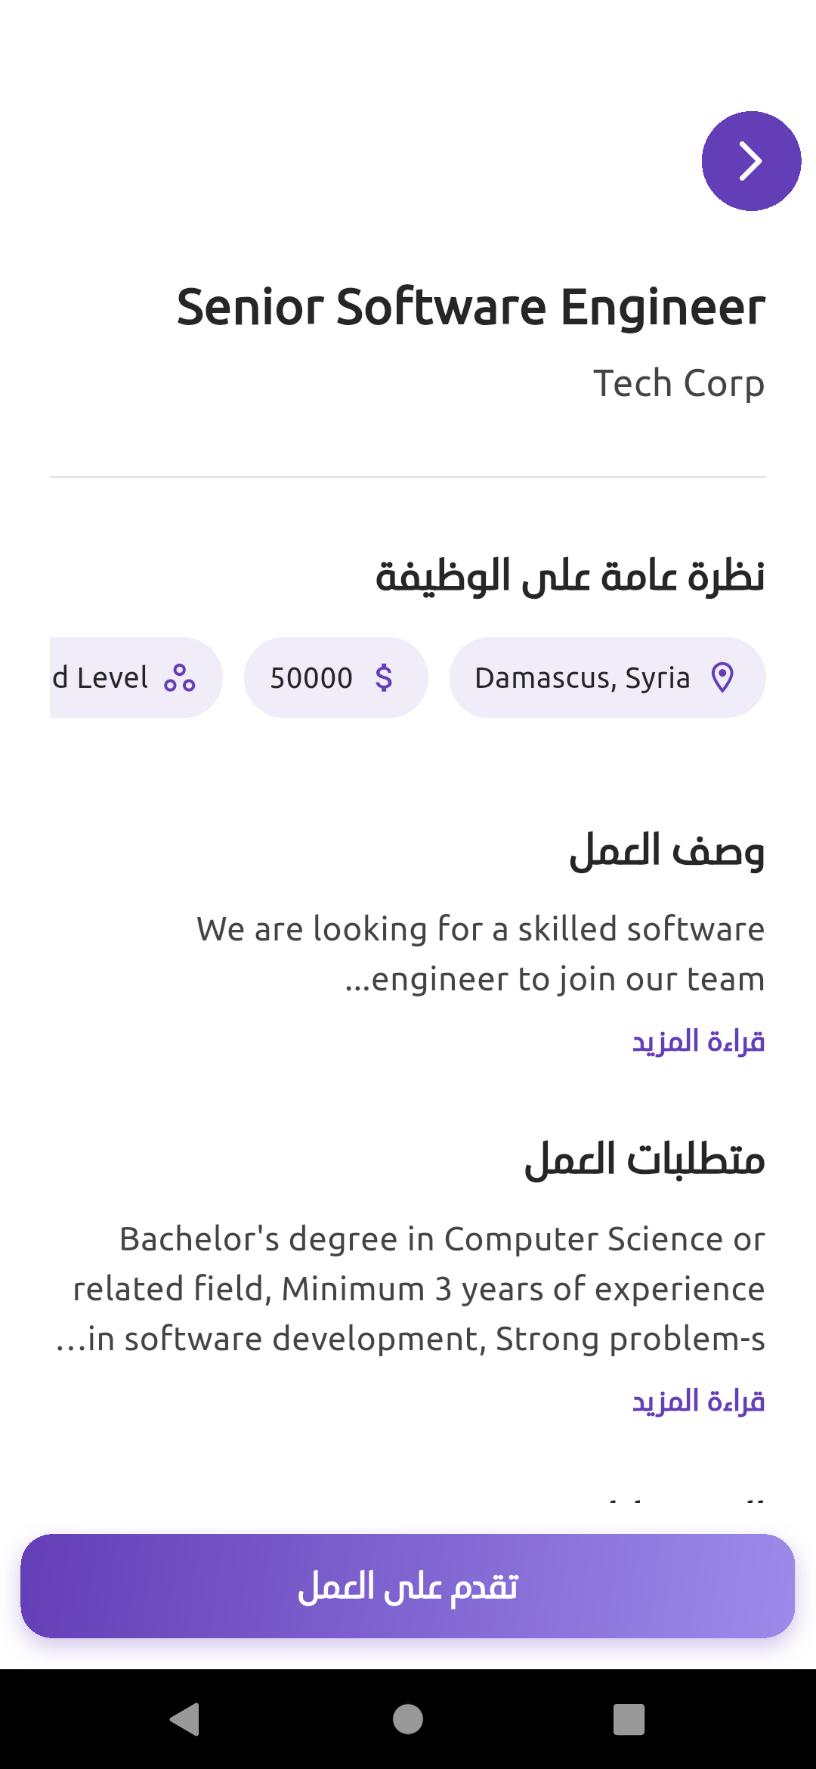 Senior Software Engineer
Tech Corp
نظرة عامة على الوظيفة
Damascus, Syria
$ 50000
d Level
وصف العمل
We are looking for a skilled software
engineer to join our team...
قراءة المزيد
متطلبات العمل
Bachelor's degree in Computer Science or
related field, Minimum 3 years of experience
in software development, Strong problem-s...
قراءة المزيد
تقدم على العمل